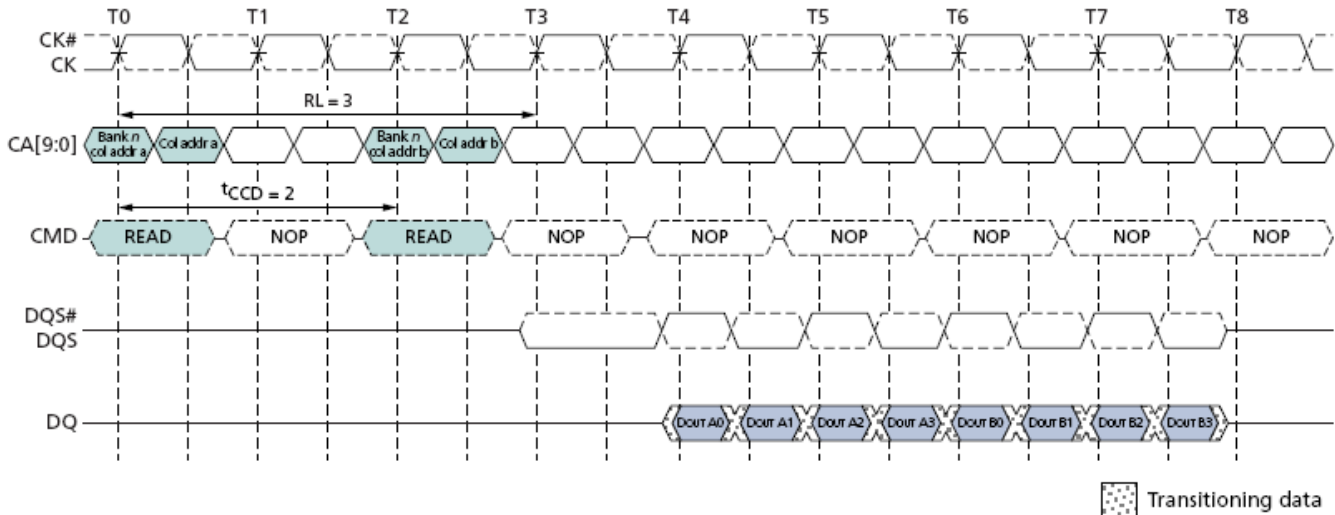 T0 T1 T2 T3 T4 T5 T6 T7 T8
CK#
CK
RL = 3
CA[9:0]
Bank n
col addr a
Col addr a
Bank n
col addr b
Col addr b
tCCD = 2
CMD READ NOP READ NOP NOP NOP NOP NOP NOP
DQS#
DQS
DQ DOUT A0 DOUT A1 DOUT A2 DOUT A3 DOUT B0 DOUT B1 DOUT B2 DOUT B3
Transitioning data